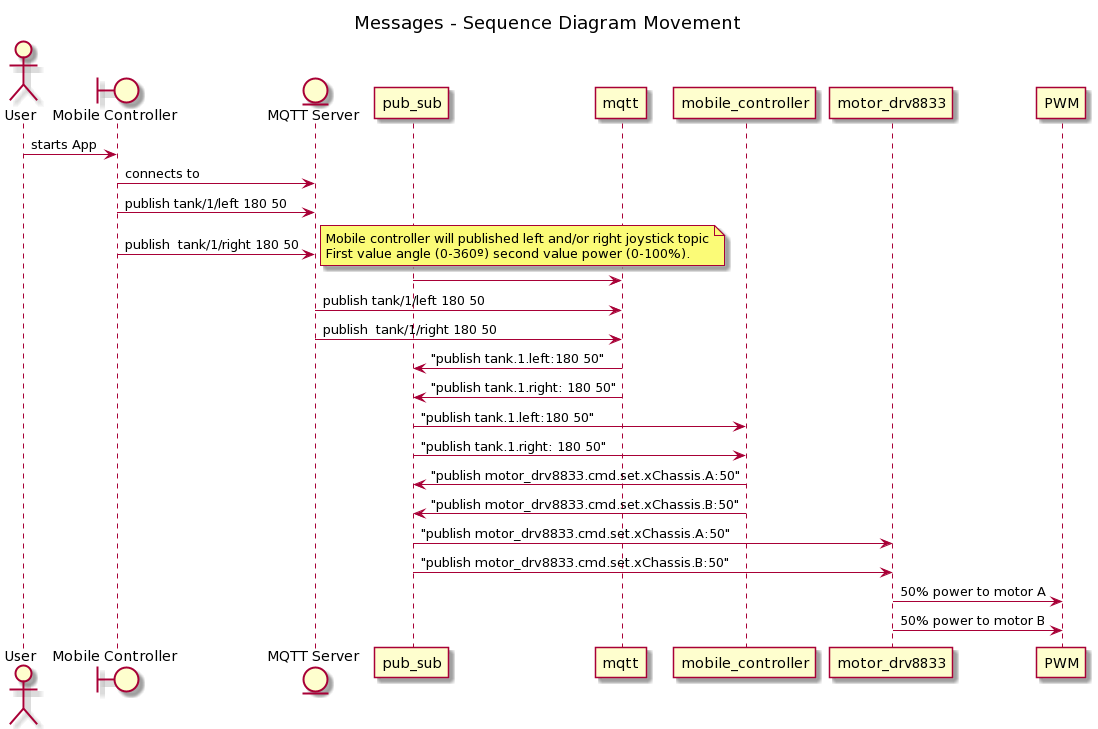 Messages - Sequence Diagram Movement
User
Mobile Controller
MQTT Server
pub_sub
mqtt
mobile_controller
motor_drv8833
PWM
starts App
connects to
publish tank/1/left 180 50
publish  tank/1/right 180 50
Mobile controller will published left and/or right joystick topic
First value angle (0-360º) second value power (0-100%).
publish tank/1/left 180 50
publish  tank/1/right 180 50
"publish tank.1.left:180 50"
"publish tank.1.right: 180 50"
"publish tank.1.left:180 50"
"publish tank.1.right: 180 50"
"publish motor_drv8833.cmd.set.xChassis.A:50"
"publish motor_drv8833.cmd.set.xChassis.B:50"
"publish motor_drv8833.cmd.set.xChassis.A:50"
"publish motor_drv8833.cmd.set.xChassis.B:50"
50% power to motor A
50% power to motor B
User
Mobile Controller
MQTT Server
pub_sub
mqtt
mobile_controller
motor_drv8833
PWM